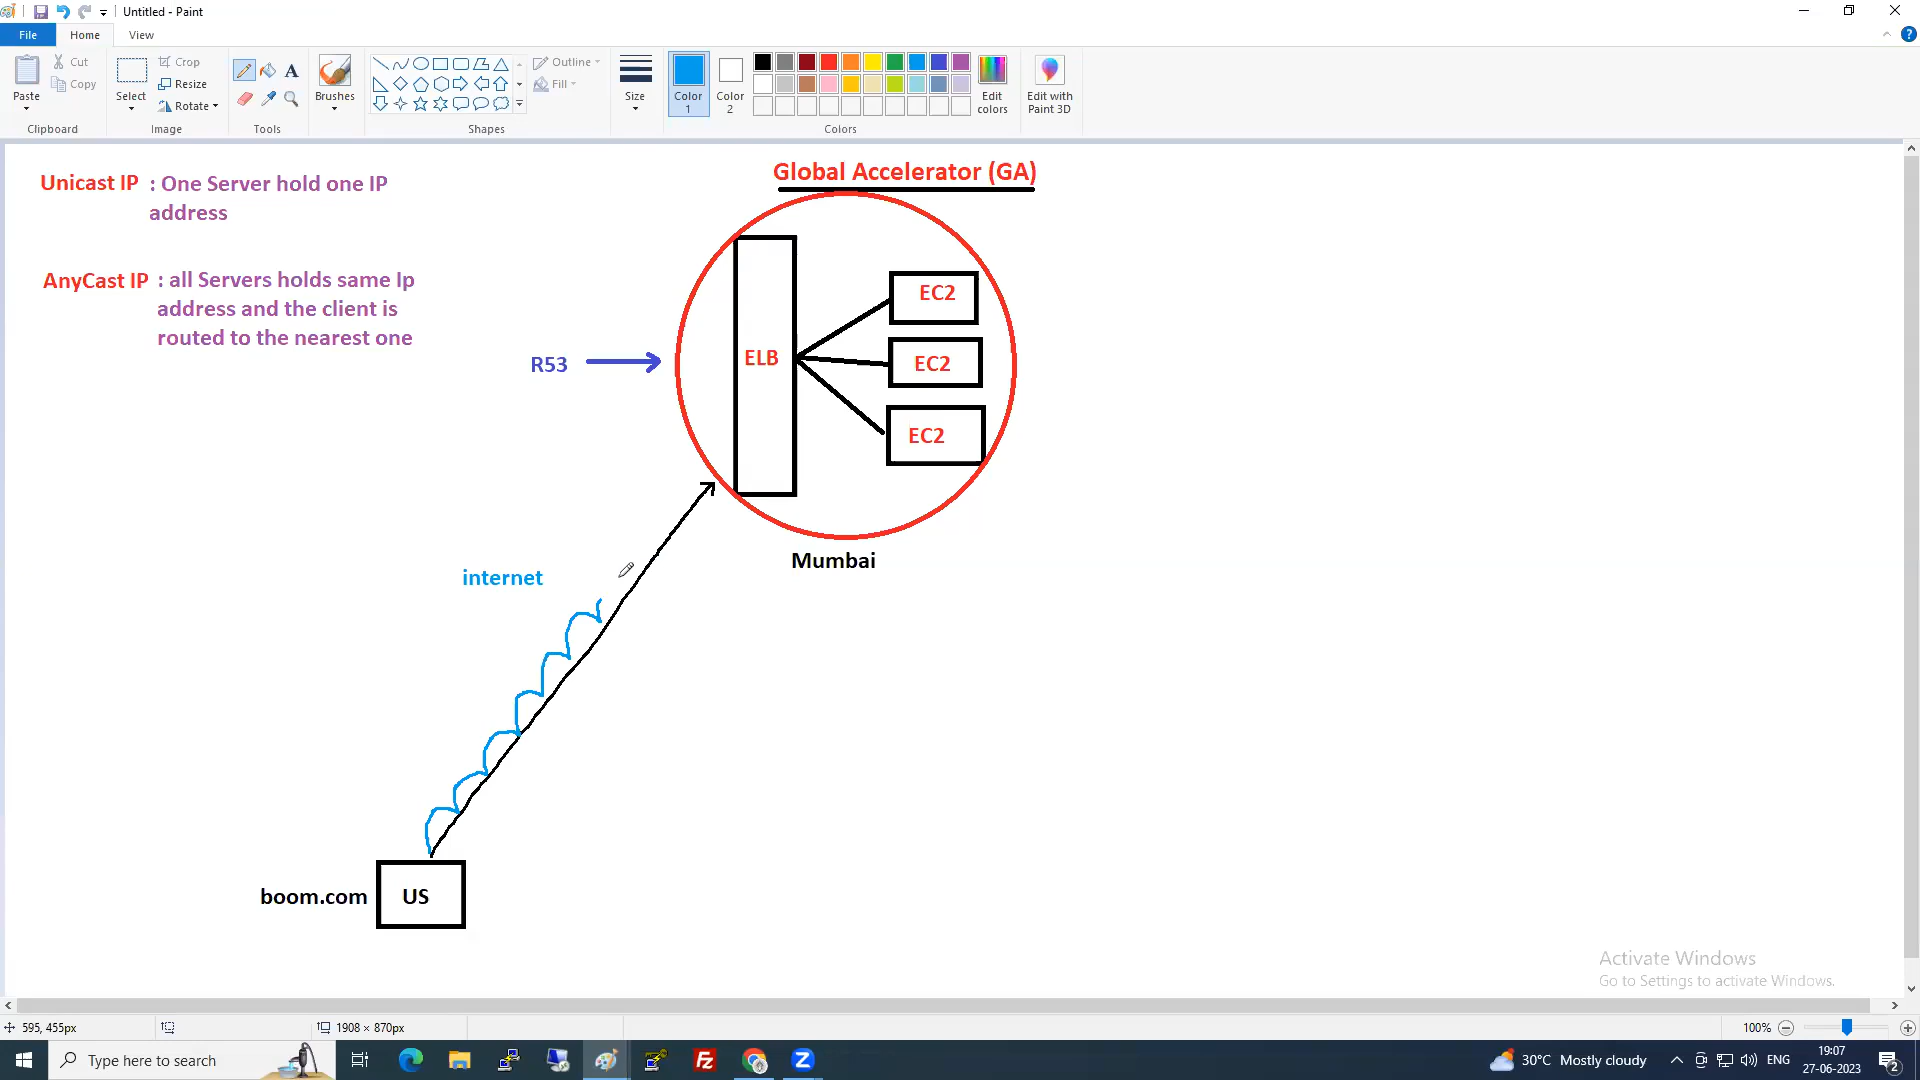 Untitled - Paint
File
Home
View
Paste
Cut
Copy
Clipboard
Select
Crop
Resize
Rotate
Image
Tools
Brushes
Outline
Fill
Shapes
Size
Color 1
Color 2
Edit colors
Colors
Edit with Paint 3D
Global Accelerator (GA)
Unicast IP : One Server hold one IP
address
AnyCast IP : all Servers holds same Ip
address and the client is
routed to the nearest one
R53
ELB
EC2
EC2
EC2
Mumbai
internet
boom.com
US
Activate Windows
Go to Settings to activate Windows.
595, 455px
1908 × 870px
100%
Type here to search
30°C Mostly cloudy
ENG
19:07
27-06-2023
2